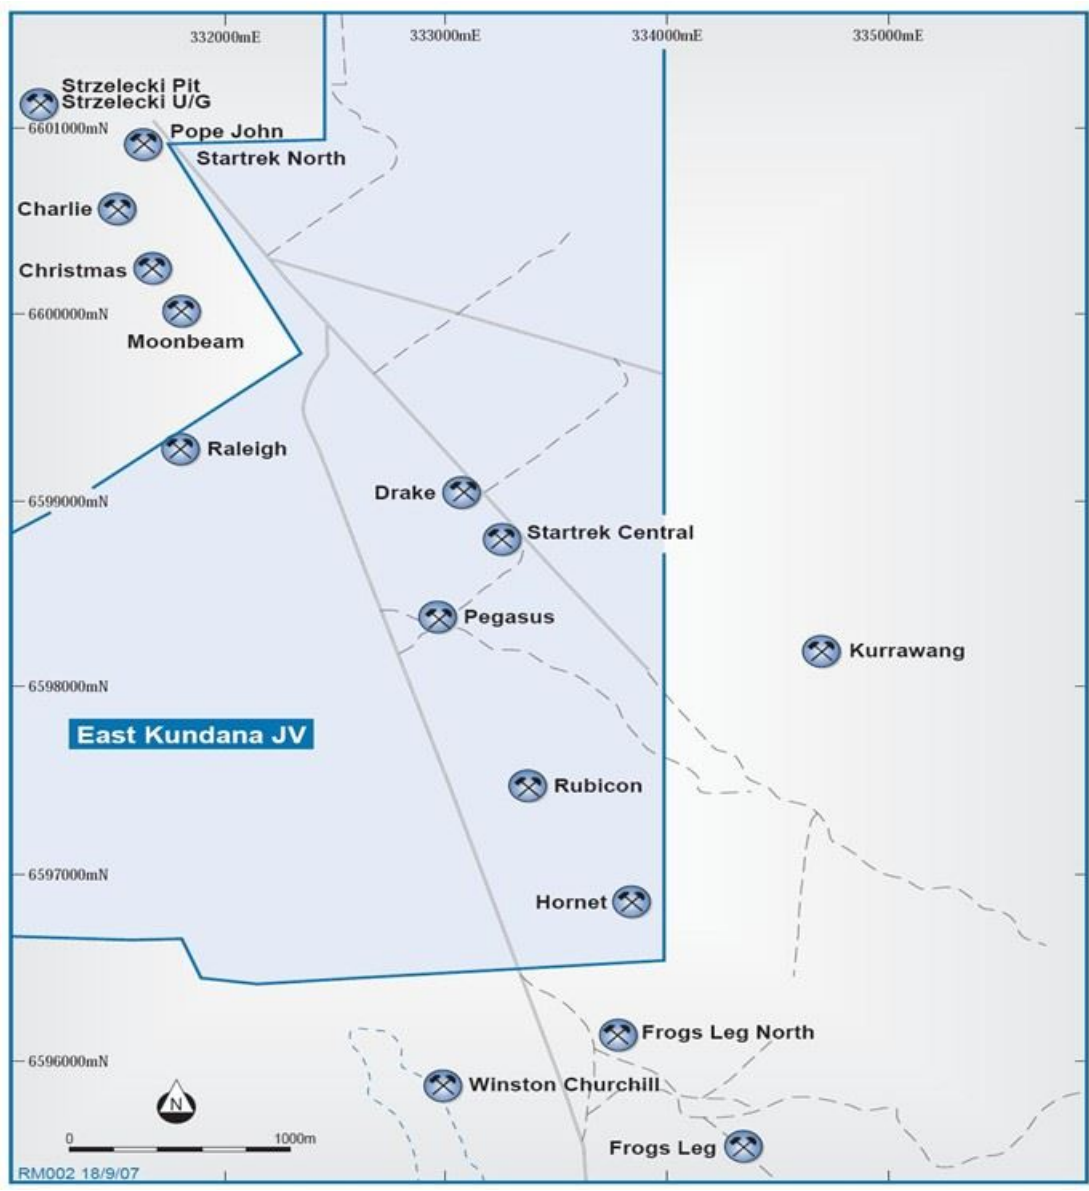 332000mE
333000mE
334000mE
335000mE
Strzelecki Pit
Strzelecki U/G
6601000mN
Pope John
Startrek North
Charlie
Christmas
6600000mN
Moonbeam
Raleigh
Drake
6599000mN
Startrek Central
Pegasus
Kurrawang
6598000mN
East Kundana JV
Rubicon
6597000mN
Hornet
Frogs Leg North
6596000mN
Winston Churchill
N
0
1000m
Frogs Leg
RM002 18/9/07